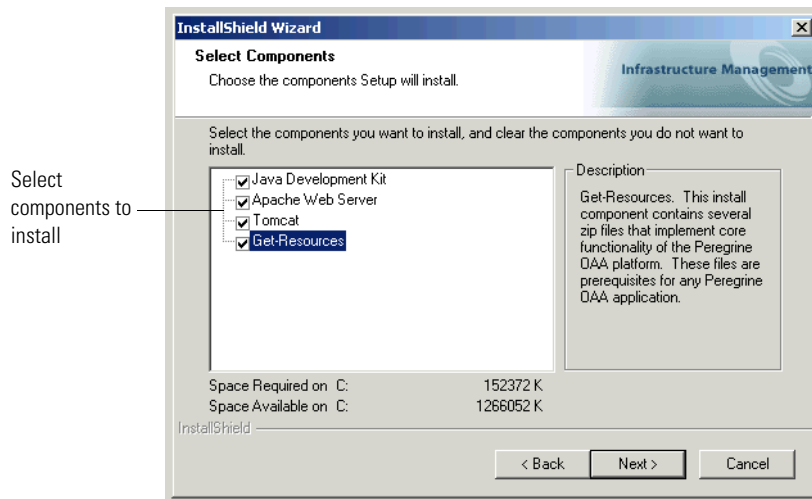 InstallShield Wizard
Select Components
Choose the components Setup will install.
Infrastructure Management
Select the components you want to install, and clear the components you do not want to
install.
Select
components to
install
Java Development Kit
Apache Web Server
Tomcat
Get-Resources
Description
Get-Resources. This install
component contains several
zip files that implement core
functionality of the Peregrine
OAA platform. These files are
prerequisites for any Peregrine
OAA application.
Space Required on C: 152372 K
Space Available on C: 1266052 K
InstallShield
< Back Next > Cancel